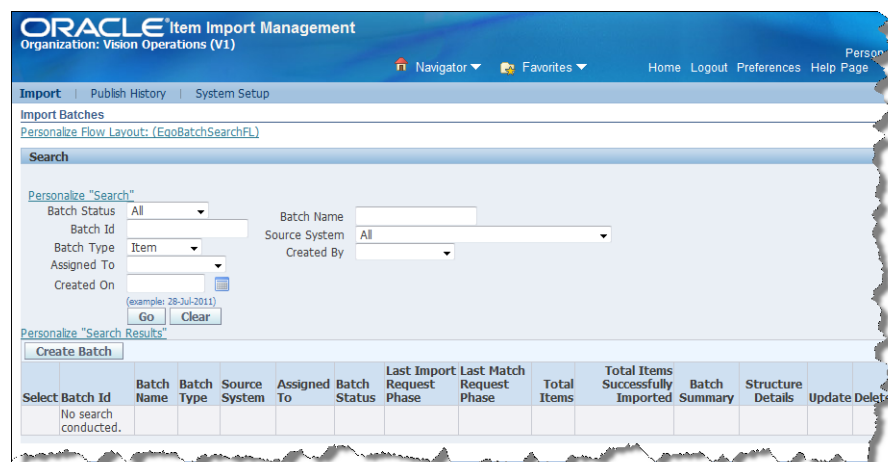 ORACLE Item Import Management
Organization: Vision Operations (V1)
Navigator Favorites Home Logout Preferences Help Page
Import | Publish History | System Setup
Import Batches
Personalize Flow Layout: (EgoBatchSearchFL)
Search
Personalize "Search"
Batch Status All
Batch Name
Batch Id
Source System All
Batch Type Item
Created By
Assigned To
Created On
(example: 28-Jul-2011)
Go Clear
Personalize "Search Results"
Create Batch
Select Batch Id Batch Name Batch Type Source System Assigned To Batch Status Last Import Request Phase Last Match Request Phase Total Items Total Items Successfully Imported Batch Summary Structure Details Update
No search
conducted.